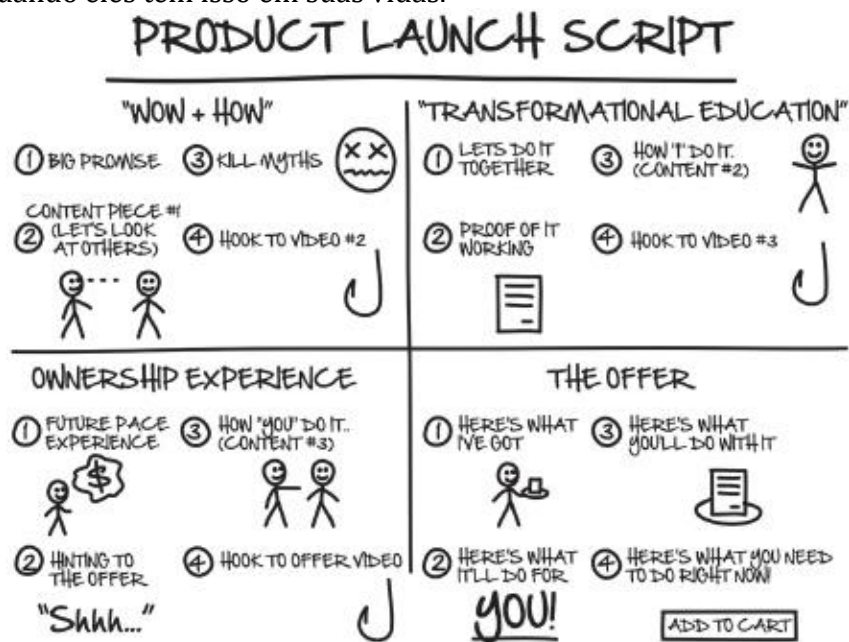 quando eles têm isso em suas vidas.
PRODUCT LAUNCH SCRIPT
"WOW + HOW"
① BIG PROMISE
② CONTENT PIECE #1
(LET'S LOOK
AT OTHERS)
③ KILL MYTHS
④ HOOK TO VIDEO #2
"TRANSFORMATIONAL EDUCATION"
① LETS DO IT
TOGETHER
② PROOF OF IT
WORKING
③ HOW "I" DO IT.
(CONTENT #2)
④ HOOK TO VIDEO #3
OWNERSHIP EXPERIENCE
① FUTURE PACE
EXPERIENCE
$
② HINTING TO
THE OFFER
"Shhh..."
③ HOW "YOU" DO IT..
(CONTENT #3)
④ HOOK TO OFFER VIDEO
THE OFFER
① HERE'S WHAT
I'VE GOT
② HERE'S WHAT
IT'LL DO FOR
YOU!
③ HERE'S WHAT
YOU'LL DO WITH IT
④ HERE'S WHAT YOU NEED
TO DO RIGHT NOW!
ADD TO CART